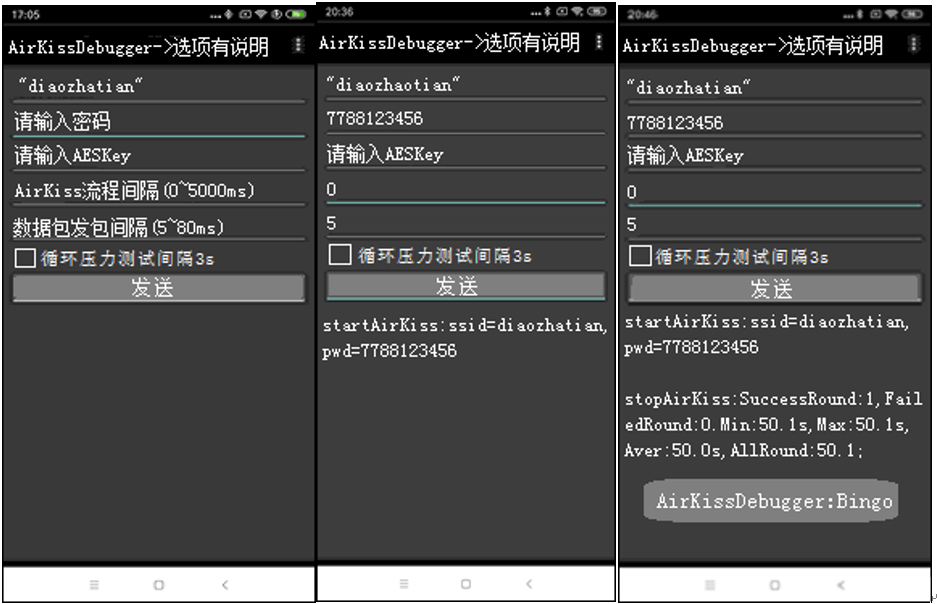 17:05
AirKissDebugger->选项有说明
“diaozhatian“
请输入密码
请输入AESKey
AirKiss流程间隔(0~5000ms)
数据包发包间隔(5~80ms)
循环压力测试间隔3s
发送
20:36
AirKissDebugger->选项有说明
“diaozhaotian“
7788123456
请输入AESKey
0
5
循环压力测试间隔3s
发送
startAirKiss:ssid=diaozhatian,
pwd=7788123456
20:46
AirKissDebugger->选项有说明
“diaozhatian“
7788123456
请输入AESKey
0
5
循环压力测试间隔3s
发送
startAirKiss:ssid=diaozhatian,
pwd=7788123456
stopAirKiss:SuccessRound:1,Fail
edRound:0.Min:50.1s,Max:50.1s,
Aver:50.0s,AllRound:50.1;
AirKissDebugger:Bingo